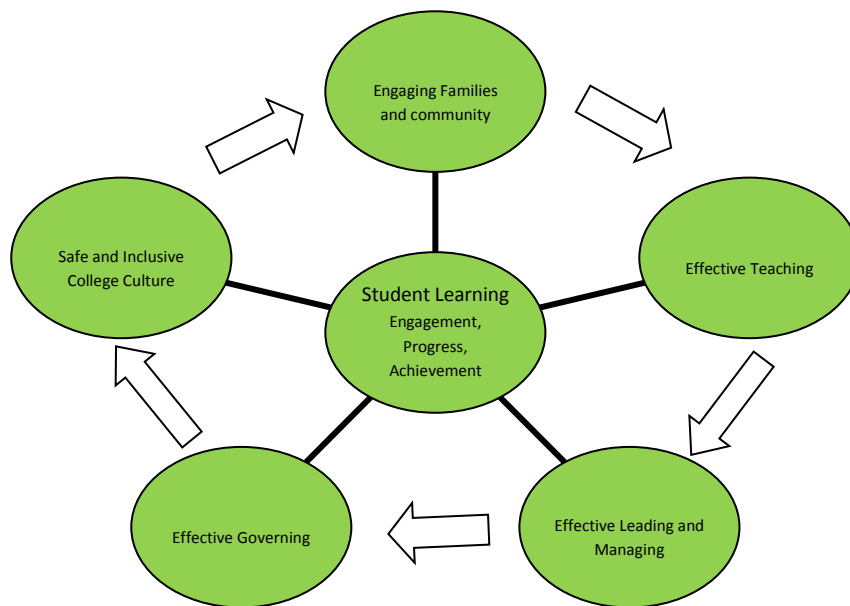 Engaging Families
and community
Safe and Inclusive
College Culture
Effective Teaching
Student Learning
Engagement,
Progress,
Achievement
Effective Governing
Effective Leading and
Managing